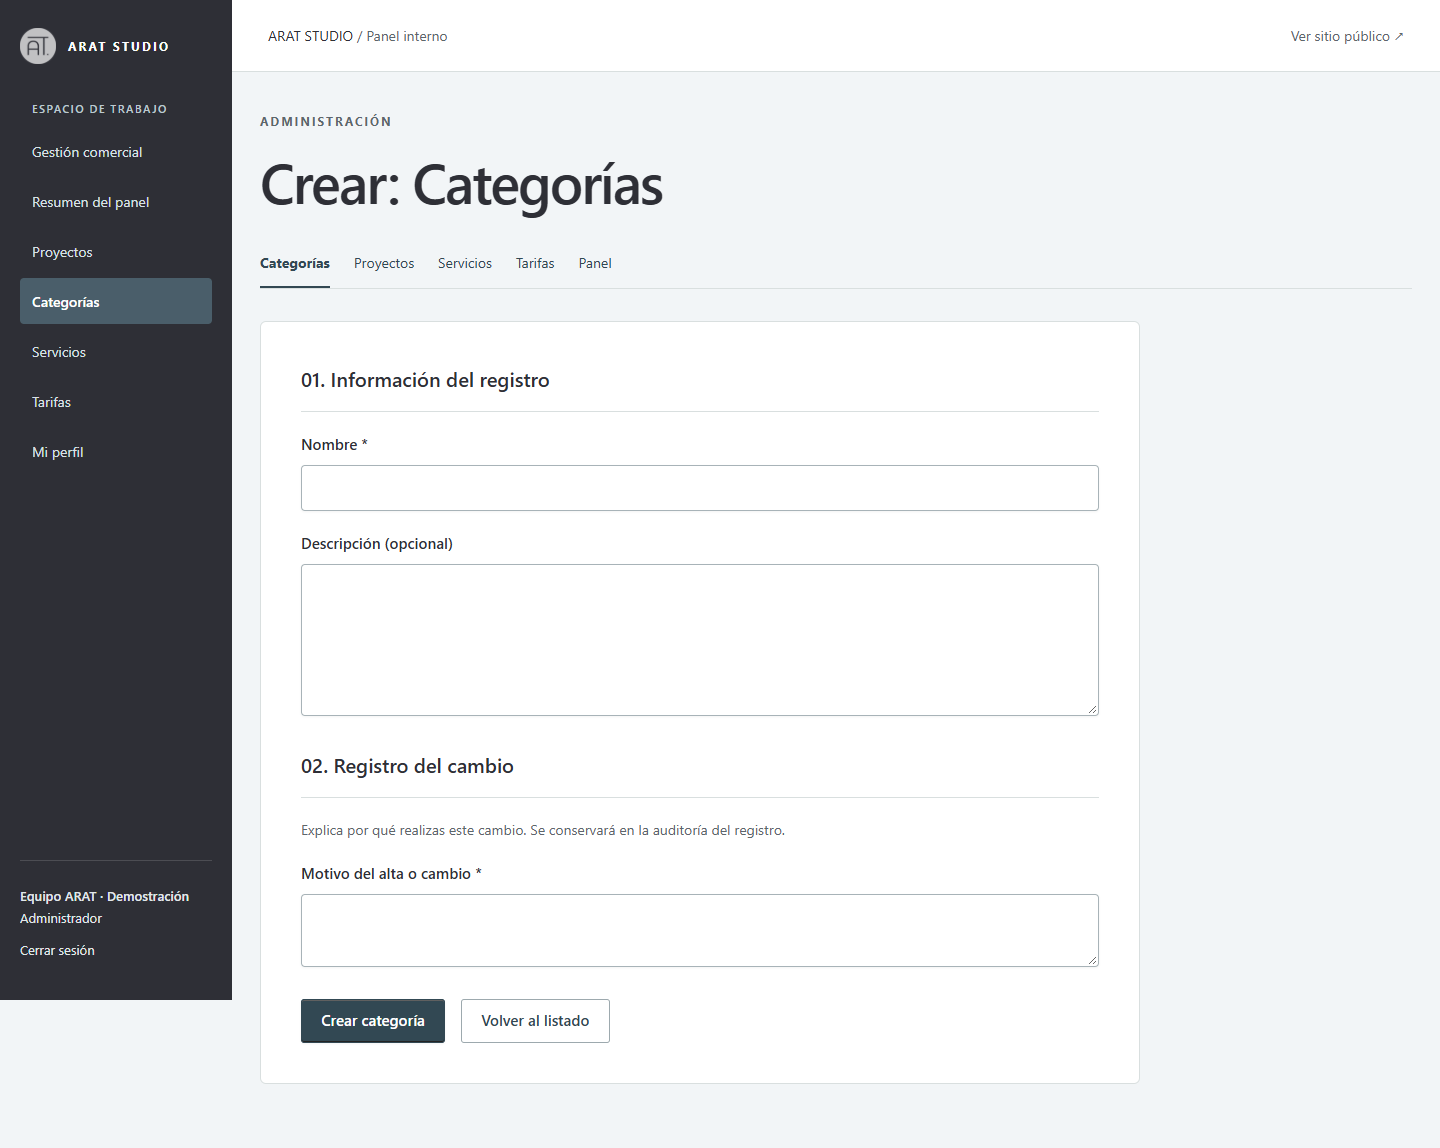 AT.
ARAT STUDIO
ESPACIO DE TRABAJO
Gestión comercial
Resumen del panel
Proyectos
Categorías
Servicios
Tarifas
Mi perfil
Equipo ARAT · Demostración
Administrador
Cerrar sesión
ARAT STUDIO / Panel interno
Ver sitio público ↗
ADMINISTRACIÓN
Crear: Categorías
Categorías Proyectos Servicios Tarifas Panel
01. Información del registro
Nombre *
Descripción (opcional)
02. Registro del cambio
Explica por qué realizas este cambio. Se conservará en la auditoría del registro.
Motivo del alta o cambio *
Crear categoría Volver al listado